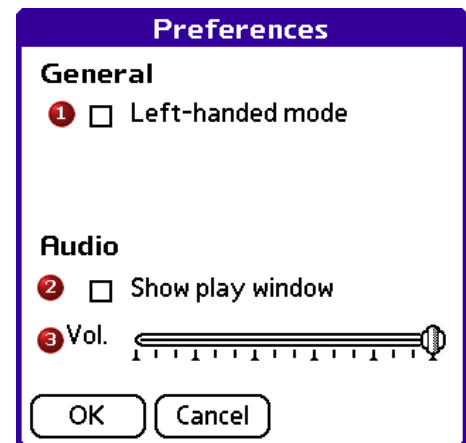 Preferences
General
1 Left-handed mode
Audio
2 Show play window
3 Vol.
OK Cancel